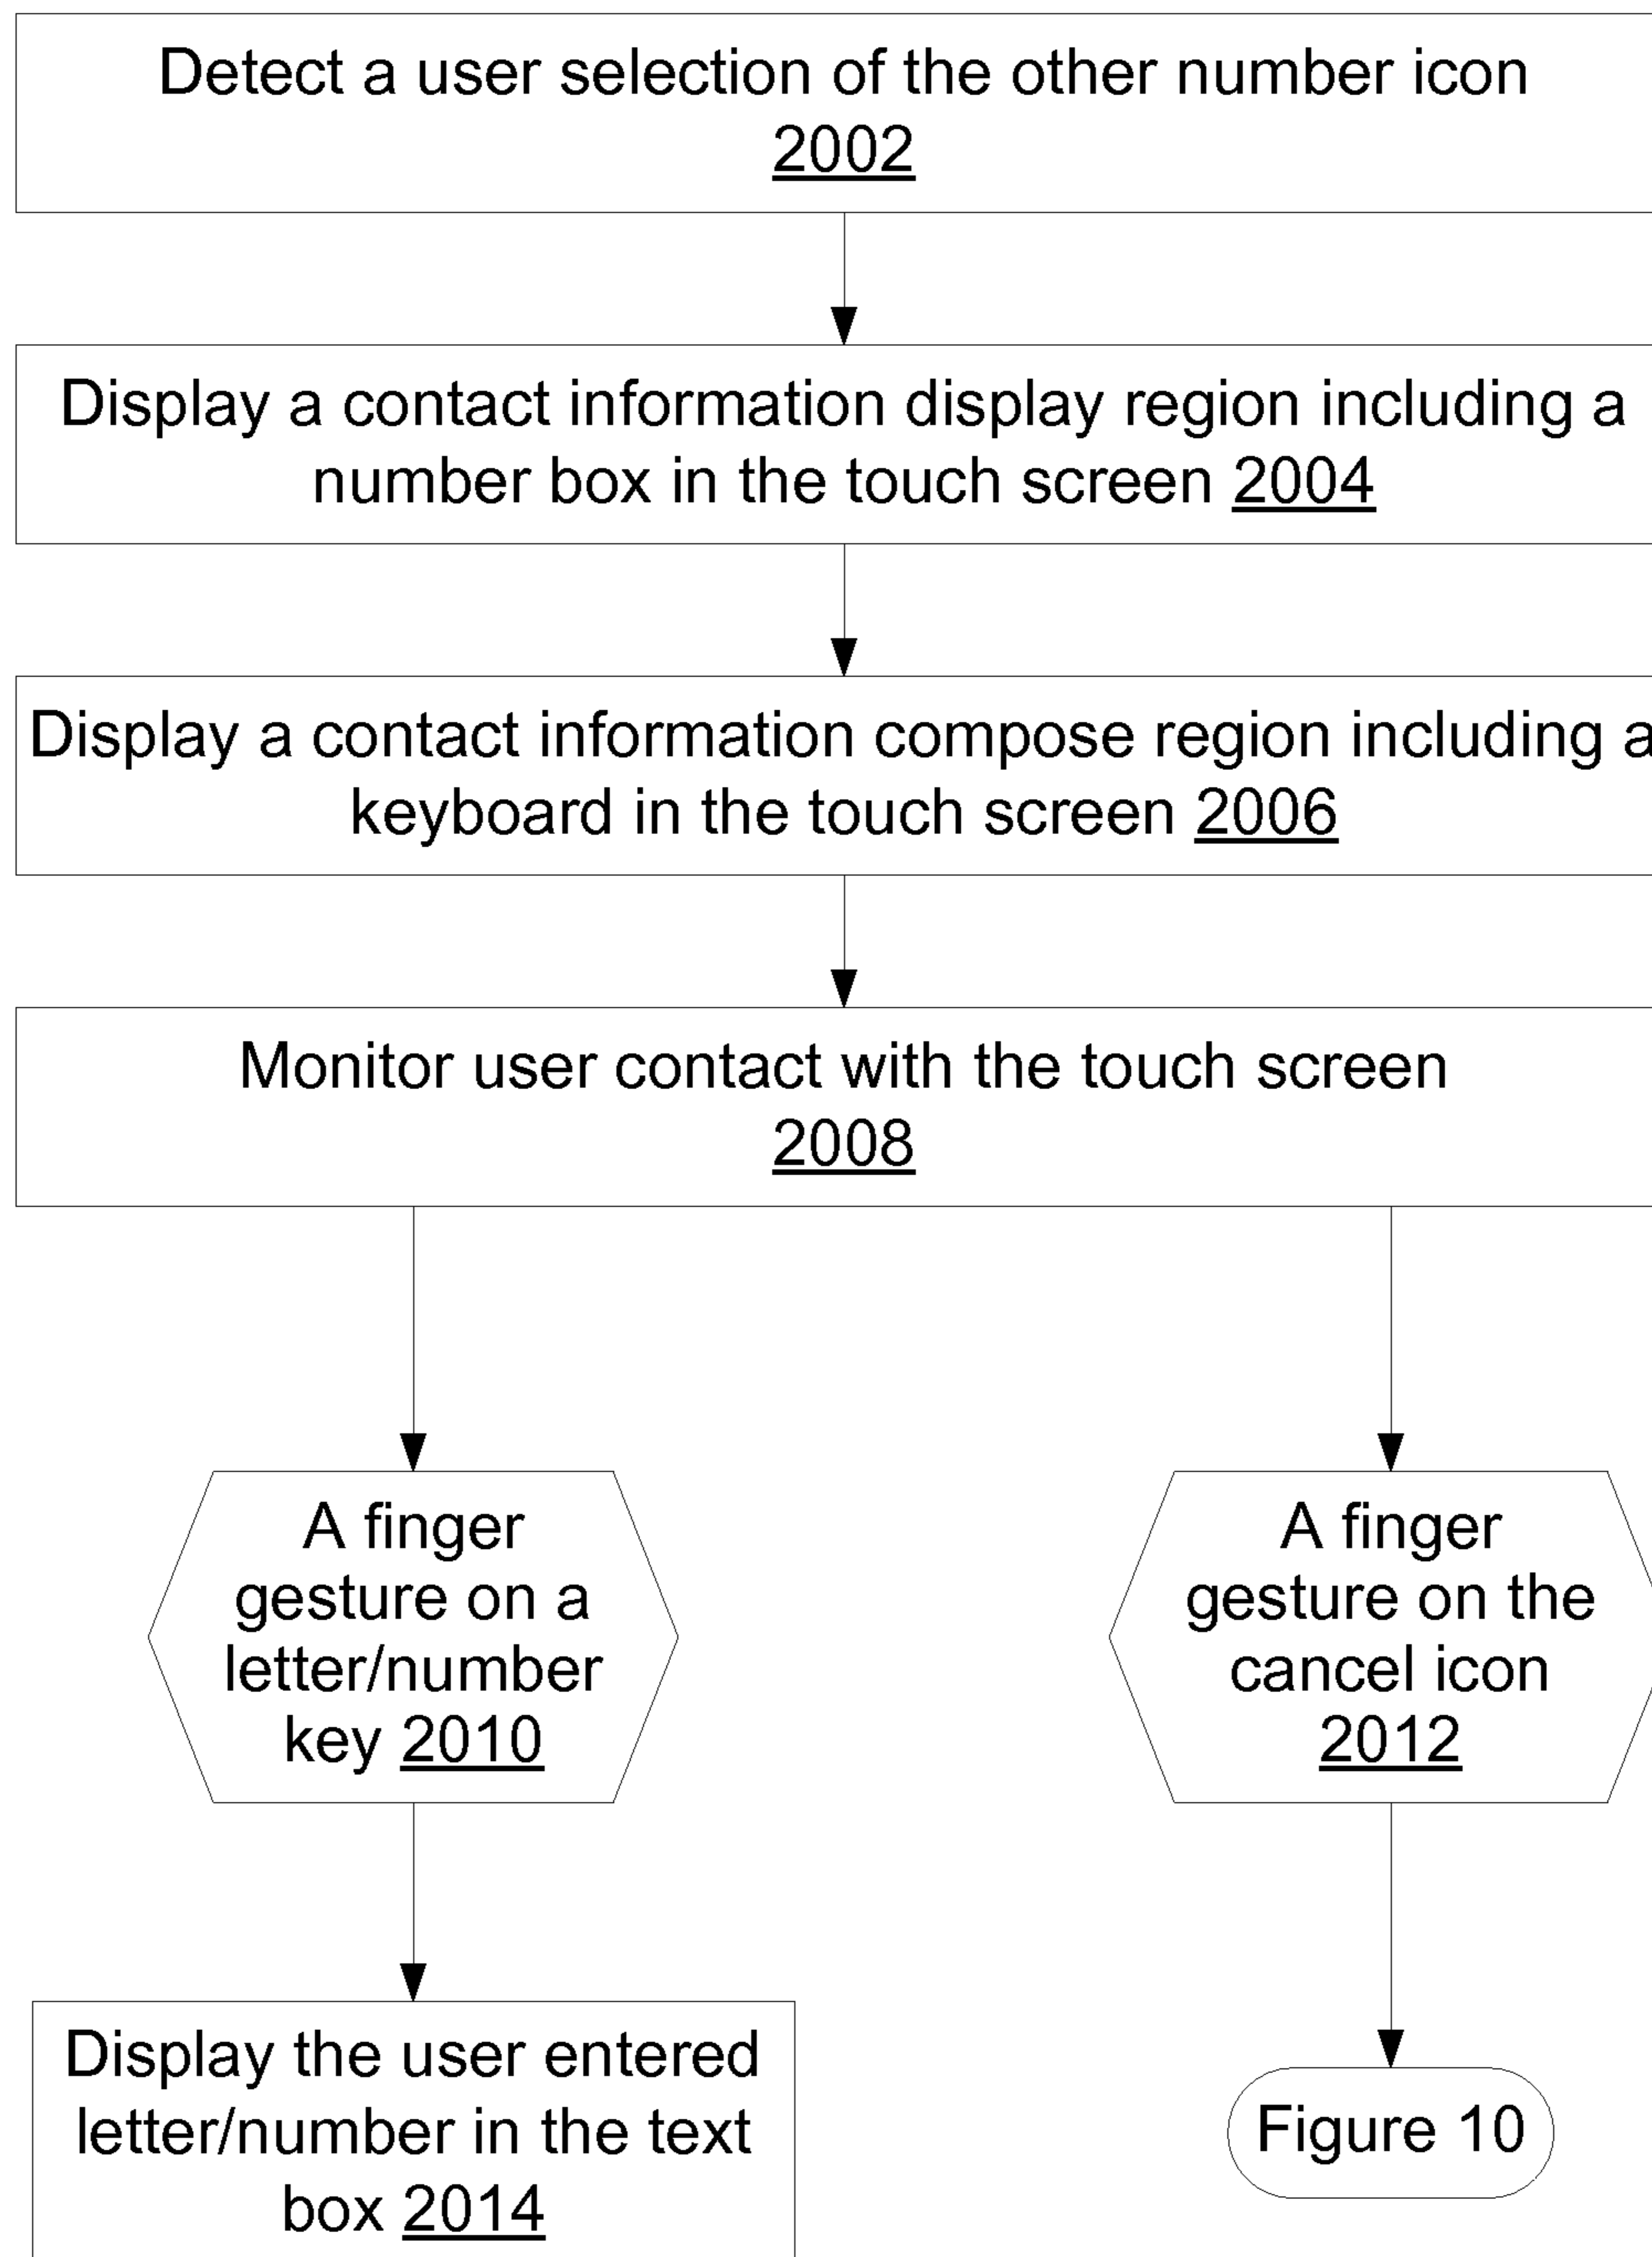 Detect a user selection of the other number icon
2002
Display a contact information display region including a
number box in the touch screen 2004
Display a contact information compose region including a
keyboard in the touch screen 2006
Monitor user contact with the touch screen
2008
A finger
gesture on a
letter/number
key 2010
A finger
gesture on the
cancel icon
2012
Display the user entered
letter/number in the text
box 2014
Figure 10